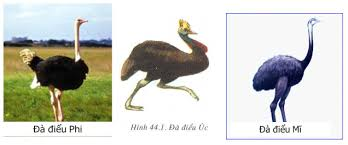 Đà điểu Phi
Hình 44.1. Đà điểu Úc
Đà điểu Mĩ